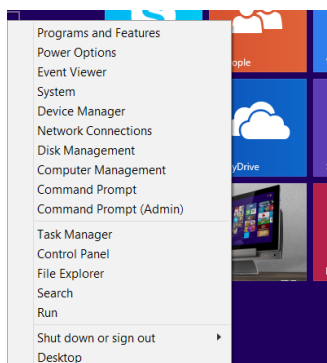 Programs and Features
Power Options
Event Viewer
System
Device Manager
Network Connections
Disk Management
Computer Management
Command Prompt
Command Prompt (Admin)
Task Manager
Control Panel
File Explorer
Search
Run
Shut down or sign out
Desktop
ople
yDrive